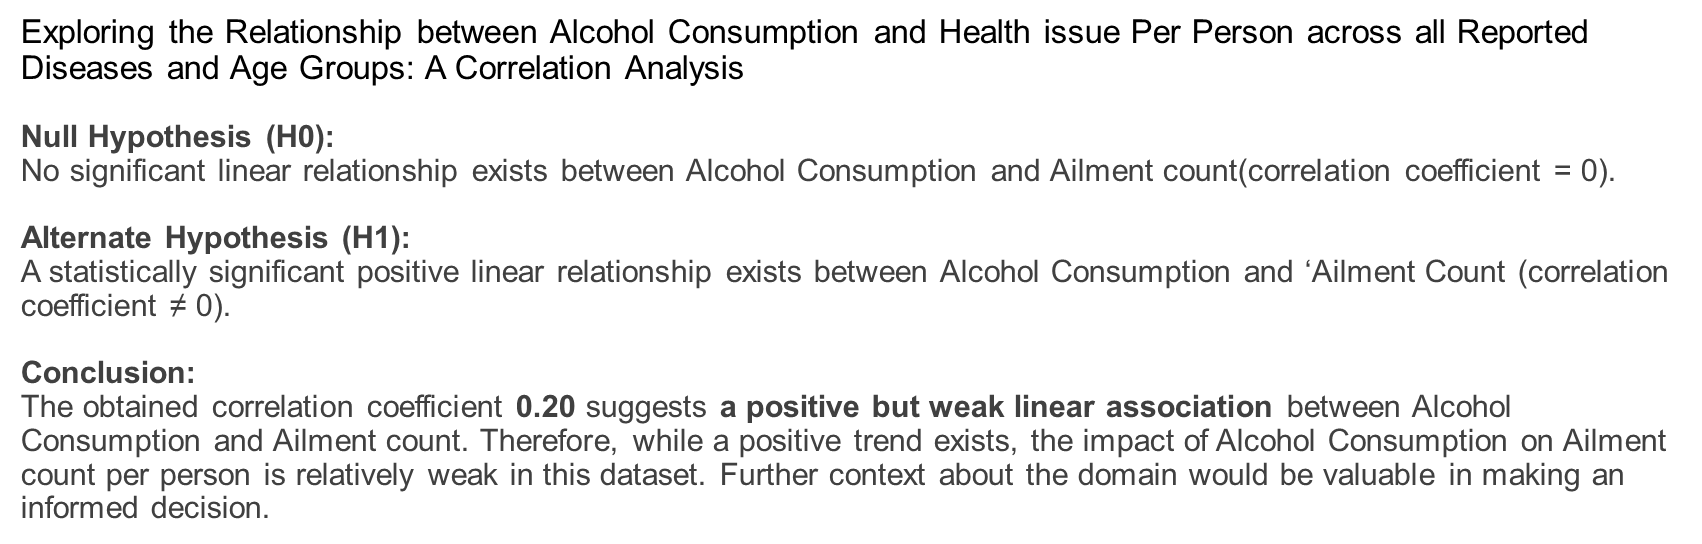 Exploring the Relationship between Alcohol Consumption and Health issue Per Person across all Reported
Diseases and Age Groups: A Correlation Analysis
Null Hypothesis (H0):
No significant linear relationship exists between Alcohol Consumption and Ailment count(correlation coefficient = 0).
Alternate Hypothesis (H1):
A statistically significant positive linear relationship exists between Alcohol Consumption and ‘Ailment Count (correlation
coefficient ≠ 0).
Conclusion:
The obtained correlation coefficient 0.20 suggests a positive but weak linear association between Alcohol
Consumption and Ailment count. Therefore, while a positive trend exists, the impact of Alcohol Consumption on Ailment
count per person is relatively weak in this dataset. Further context about the domain would be valuable in making an
informed decision.